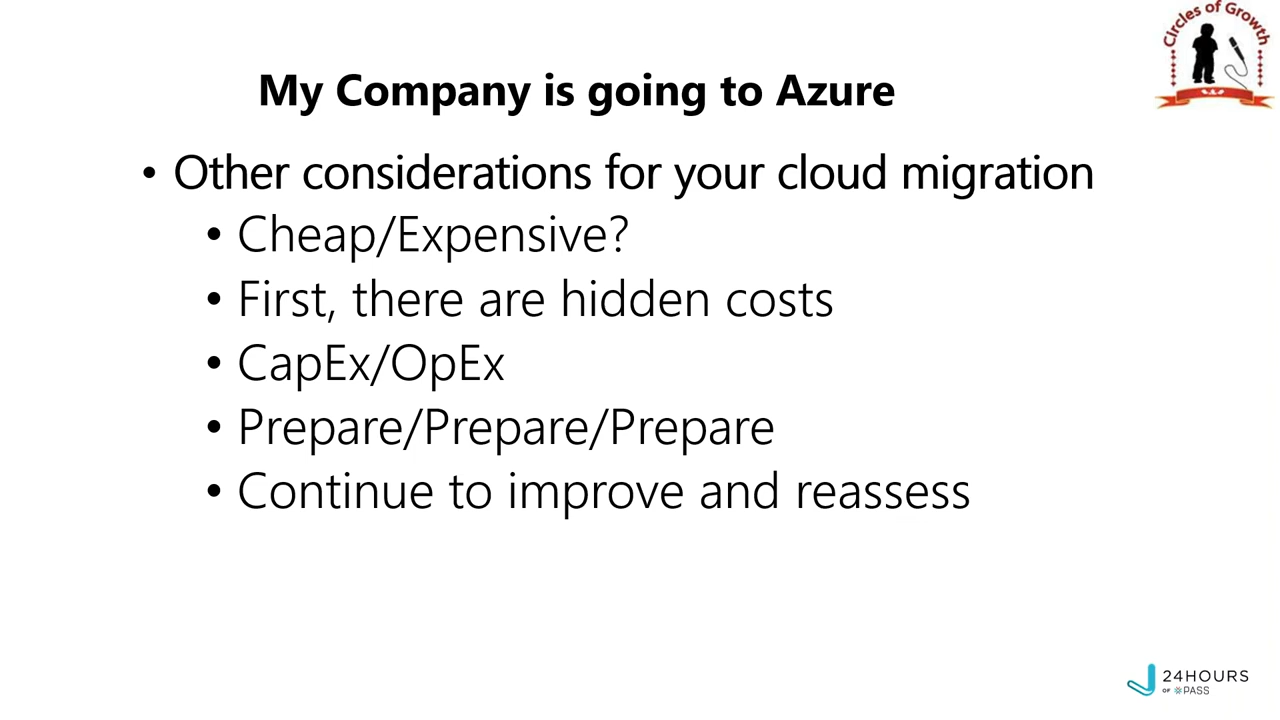 Circles of Growth
My Company is going to Azure
• Other considerations for your cloud migration
• Cheap/Expensive?
• First, there are hidden costs
• CapEx/OpEx
• Prepare/Prepare/Prepare
• Continue to improve and reassess
24HOURS
OF PASS